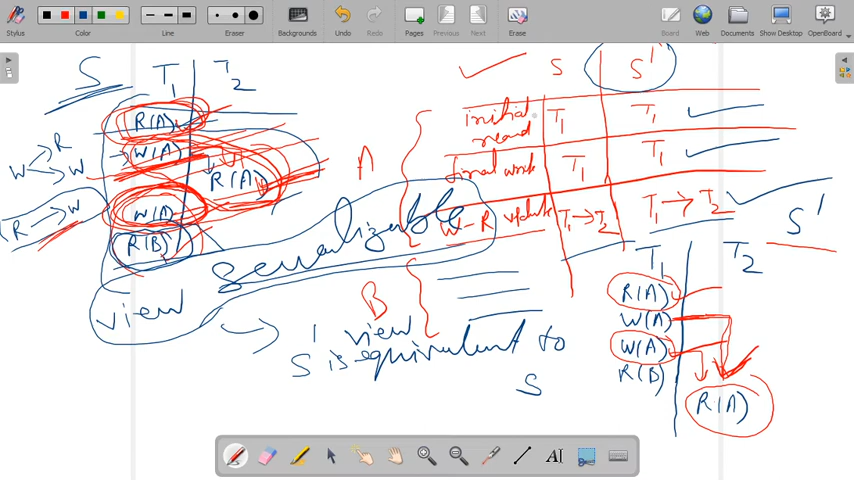 Stylus
Color
Line
Eraser
Backgrounds
Undo
Redo
Pages
Previous
Next
Erase
Board
Web
Documents
Show Desktop
OpenBoard
S
T1 T2
R(A)
W(A)
R(A)
W(A)
R(B)
W R
W
R W
view serializable
S' is view equivalent to
S
S S'
initial read T1 T1
final write T1 T1
W-R T1→T2 T1→T2
A
B
S'
T1 T2
R(A)
W(A)
W(A)
R(B)
R(A)